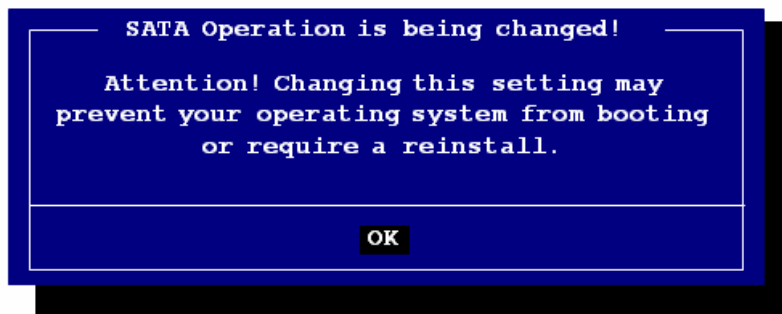 SATA Operation is being changed!
Attention! Changing this setting may
prevent your operating system from booting
or require a reinstall.
OK